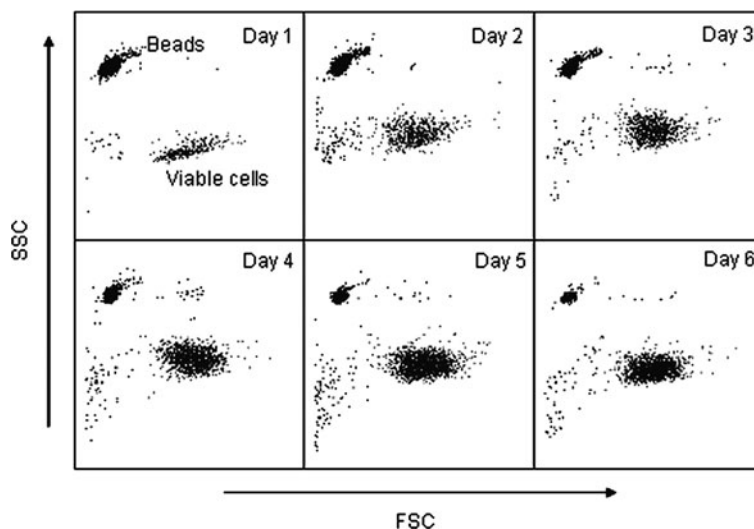 Beads
Day 1
Day 2
Day 3
Viable cells
Day 4
Day 5
Day 6
SSC
FSC